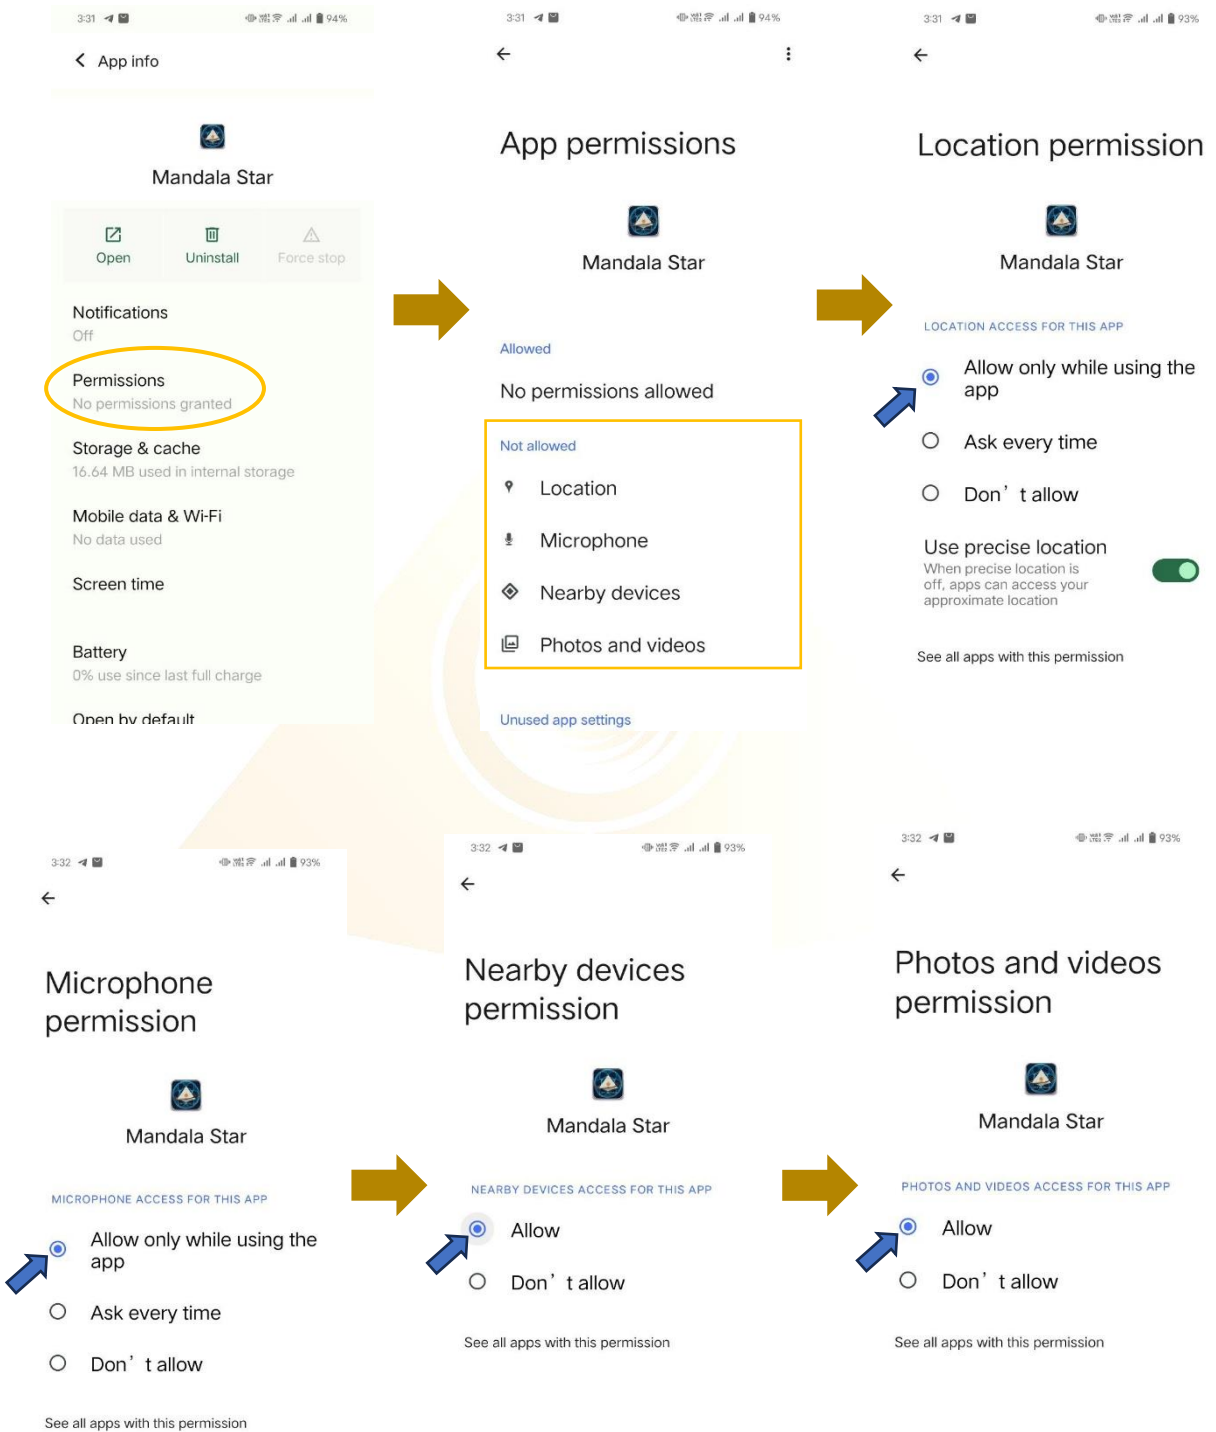 3:31
94%
App info
Mandala Star
Open
Uninstall
Force stop
Notifications
Off
Permissions
No permissions granted
Storage & cache
16.64 MB used in internal storage
Mobile data & Wi-Fi
No data used
Screen time
Battery
0% use since last full charge
Open by default
3:31
94%
App permissions
Mandala Star
Allowed
No permissions allowed
Not allowed
Location
Microphone
Nearby devices
Photos and videos
Unused app settings
3:31
93%
Location permission
Mandala Star
LOCATION ACCESS FOR THIS APP
Allow only while using the
app
Ask every time
Don’t allow
Use precise location
When precise location is
off, apps can access your
approximate location
See all apps with this permission
3:32
93%
Microphone
permission
Mandala Star
MICROPHONE ACCESS FOR THIS APP
Allow only while using the
app
Ask every time
Don’t allow
See all apps with this permission
3:32
93%
Nearby devices
permission
Mandala Star
NEARBY DEVICES ACCESS FOR THIS APP
Allow
Don’t allow
See all apps with this permission
3:32
93%
Photos and videos
permission
Mandala Star
PHOTOS AND VIDEOS ACCESS FOR THIS APP
Allow
Don’t allow
See all apps with this permission